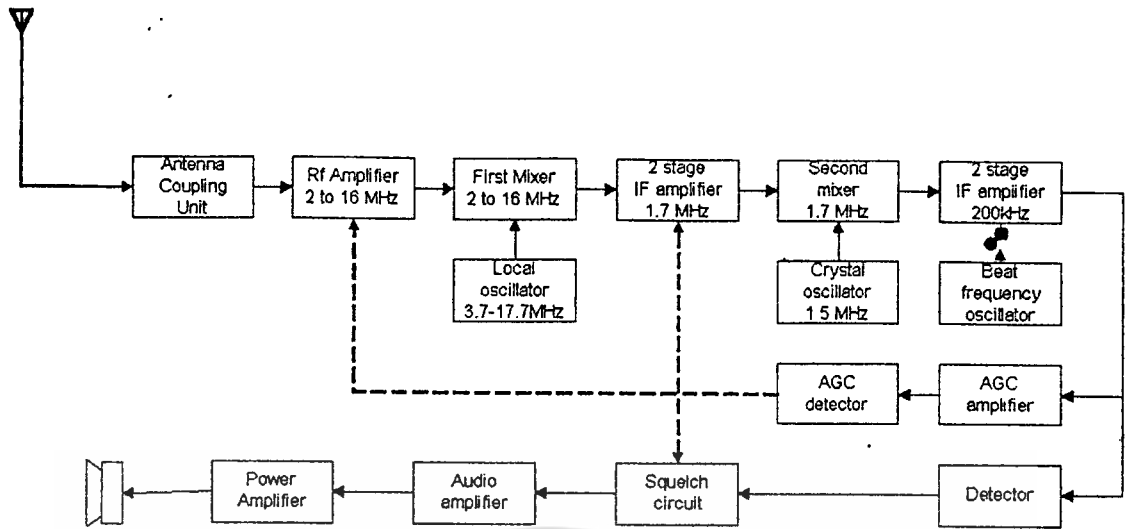 Antenna
Coupling
Unit
Rf Amplifier
2 to 16 MHz
First Mixer
2 to 16 MHz
2 stage
IF amplifier
1.7 MHz
Second
mixer
1.7 MHz
2 stage
IF amplifier
200kHz
Local
oscillator
3.7-17.7MHz
Crystal
oscillator
1 5 MHz
Beat
frequency
oscillator
AGC
detector
AGC
amplifier
Power
Amplifier
Audio
amplifier
Squelch
circuit
Detector